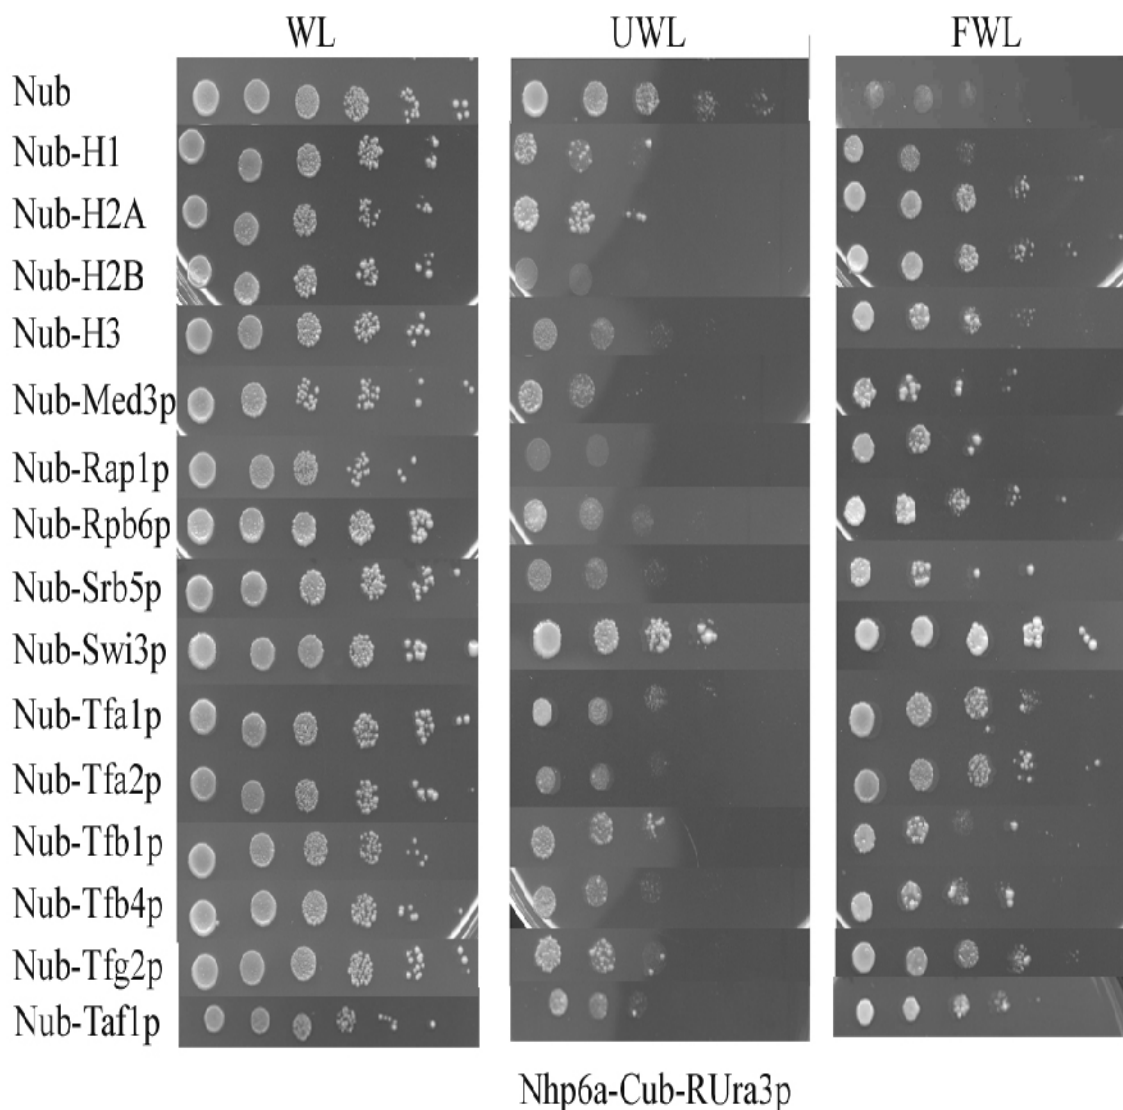 WL UWL FWL
Nub
Nub-H1
Nub-H2A
Nub-H2B
Nub-H3
Nub-Med3p
Nub-Rap1p
Nub-Rpb6p
Nub-Srb5p
Nub-Swi3p
Nub-Tfa1p
Nub-Tfa2p
Nub-Tfb1p
Nub-Tfb4p
Nub-Tfg2p
Nub-Taf1p
Nhp6a-Cub-RUra3p